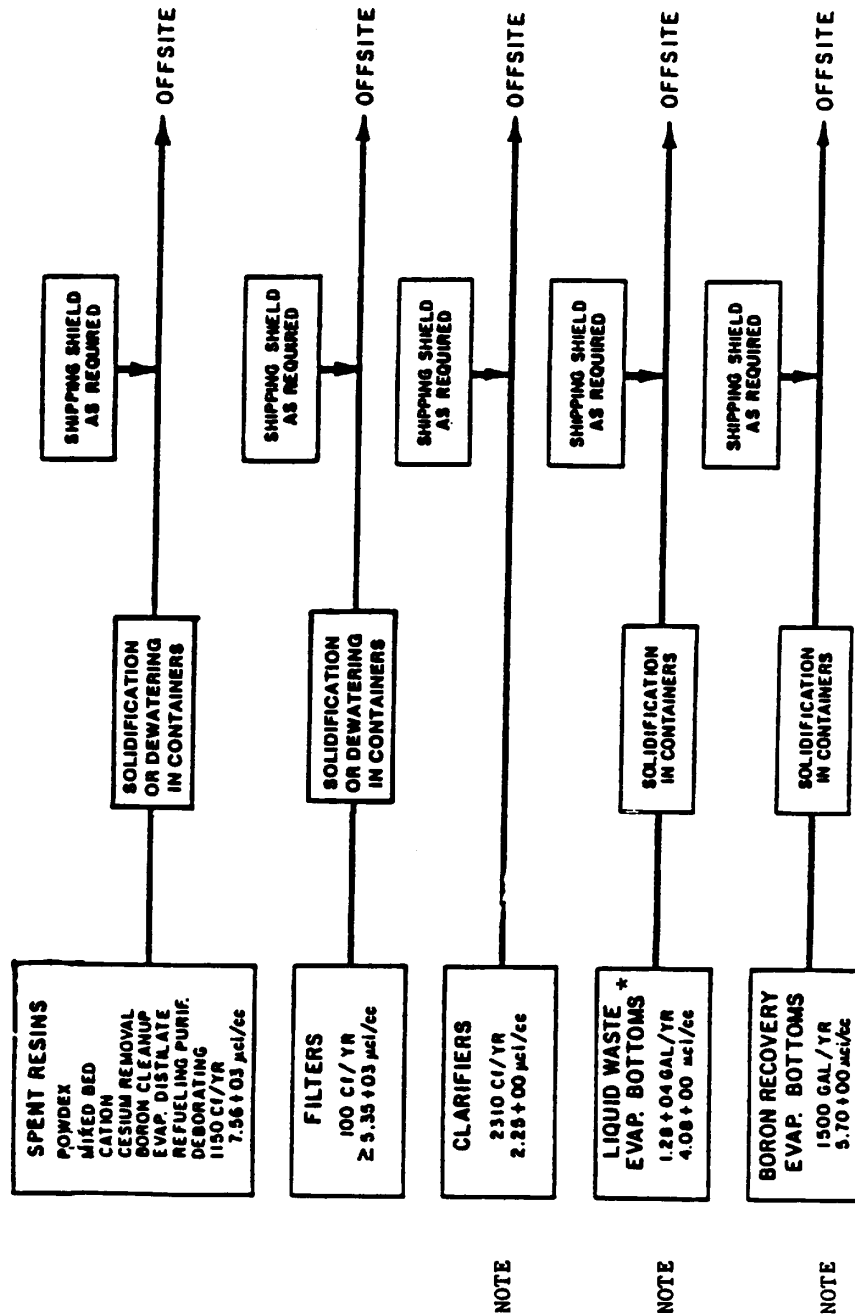 SPENT RESINS
POWDEX
MIXED BED
CATION
CESIUM REMOVAL
BORON CLEANUP
EVAP. DISTILATE
REFUELING PURIF.
DEBORATING
1150 Cf/YR
7.56+03 μci/cc
SOLIDIFICATION
OR DEWATERING
IN CONTAINERS
SHIPPING SHIELD
AS REQUIRED
OFFSITE
FILTERS
100 Cf/YR
≥5.35+03 μci/cc
SOLIDIFICATION
OR DEWATERING
IN CONTAINERS
SHIPPING SHIELD
AS REQUIRED
OFFSITE
NOTE
CLARIFIERS
2310 Cf/YR
2.25+00 μci/cc
SHIPPING SHIELD
AS REQUIRED
OFFSITE
NOTE
LIQUID WASTE *
EVAP. BOTTOMS
1.28+04 GAL/YR
4.08+00 μci/cc
SOLIDIFICATION
IN CONTAINERS
SHIPPING SHIELD
AS REQUIRED
OFFSITE
NOTE
BORON RECOVERY
EVAP. BOTTOMS
1500 GAL/YR
5.70+00 μci/cc
SOLIDIFICATION
IN CONTAINERS
SHIPPING SHIELD
AS REQUIRED
OFFSITE